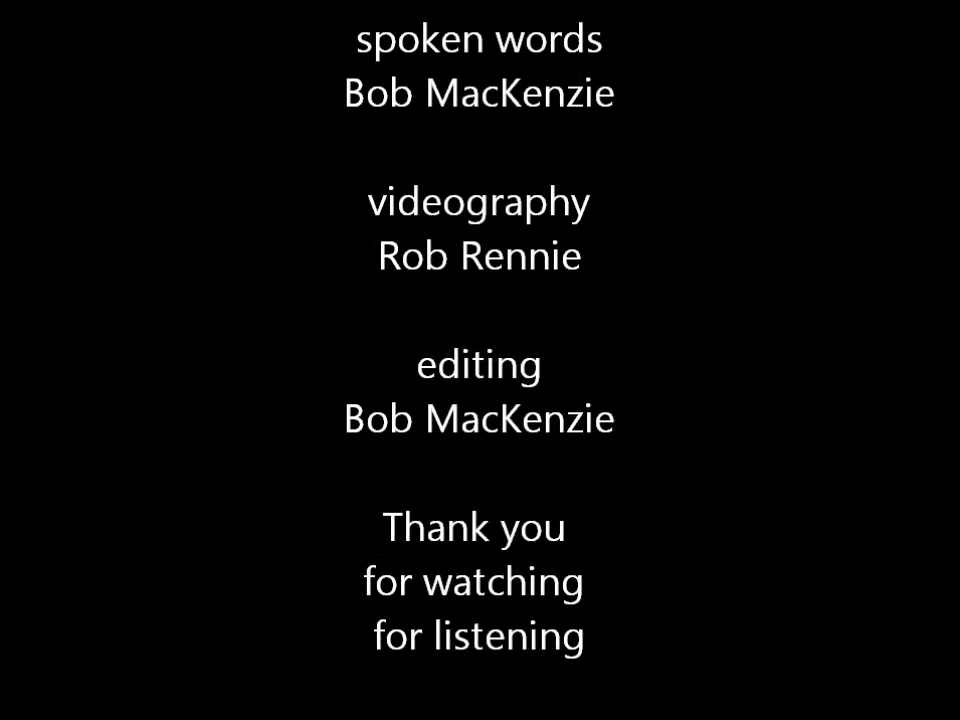 spoken words
Bob MacKenzie
videography
Rob Rennie
editing
Bob MacKenzie
Thank you
for watching
for listening